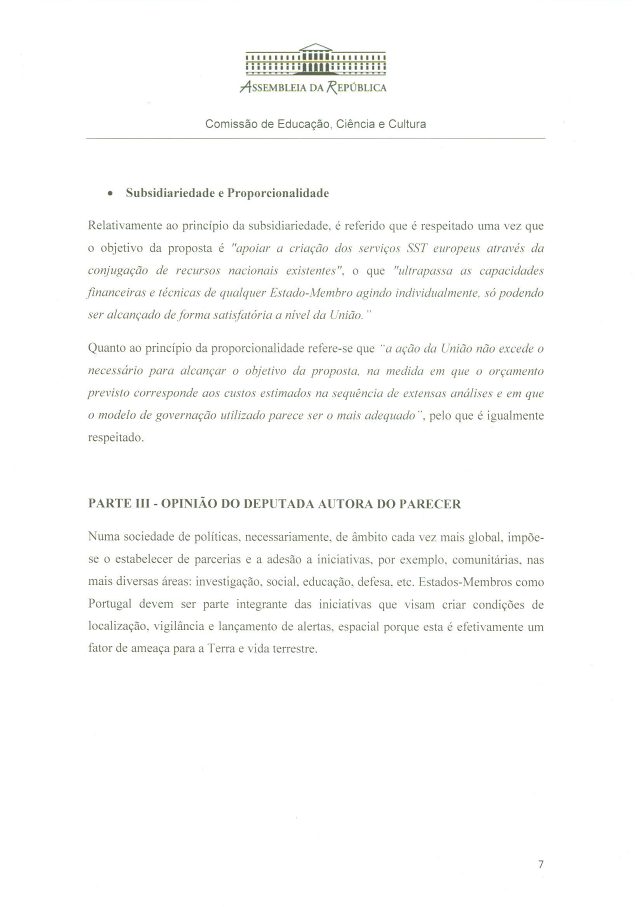 ASSEMBLEIA DA REPÚBLICA
Comissão de Educação, Ciência e Cultura
• Subsidiariedade e Proporcionalidade
Relativamente ao princípio da subsidiariedade, é referido que é respeitado uma vez que
o objetivo da proposta é "apoiar a criação dos serviços SST europeus através da
conjugação de recursos nacionais existentes", o que "ultrapassa as capacidades
financeiras e técnicas de qualquer Estado-Membro agindo individualmente, só podendo
ser alcançado de forma satisfatória a nível da União."
Quanto ao princípio da proporcionalidade refere-se que "a ação da União não excede o
necessário para alcançar o objetivo da proposta, na medida em que o orçamento
previsto corresponde aos custos estimados na sequência de extensas análises e em que
o modelo de governação utilizado parece ser o mais adequado", pelo que é igualmente
respeitado.
PARTE III - OPINIÃO DO DEPUTADA AUTORA DO PARECER
Numa sociedade de políticas, necessariamente, de âmbito cada vez mais global, impõe-
se o estabelecer de parcerias e a adesão a iniciativas, por exemplo, comunitárias, nas
mais diversas áreas: investigação, social, educação, defesa, etc. Estados-Membros como
Portugal devem ser parte integrante das iniciativas que visam criar condições de
localização, vigilância e lançamento de alertas, espacial porque esta é efetivamente um
fator de ameaça para a Terra e vida terrestre.
7